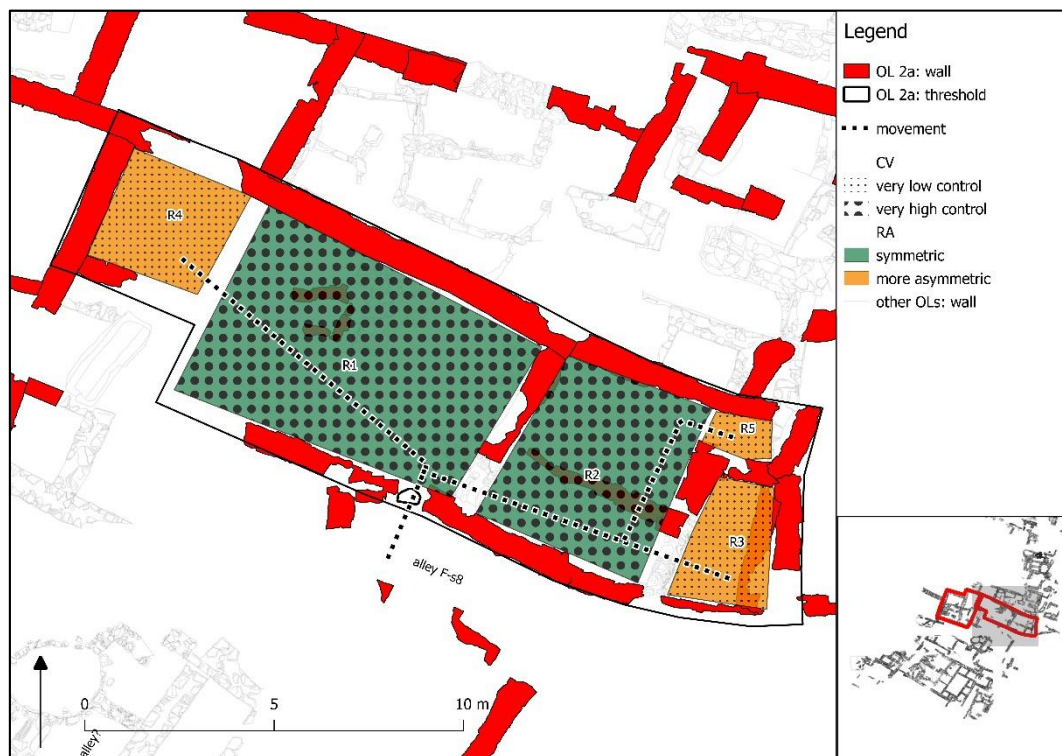 R4
R1
R2
R5
R3
alley F-s8
alley?
0 5 10 m
Legend
OL 2a: wall
OL 2a: threshold
movement
CV
very low control
very high control
RA
symmetric
more asymmetric
other OLs: wall